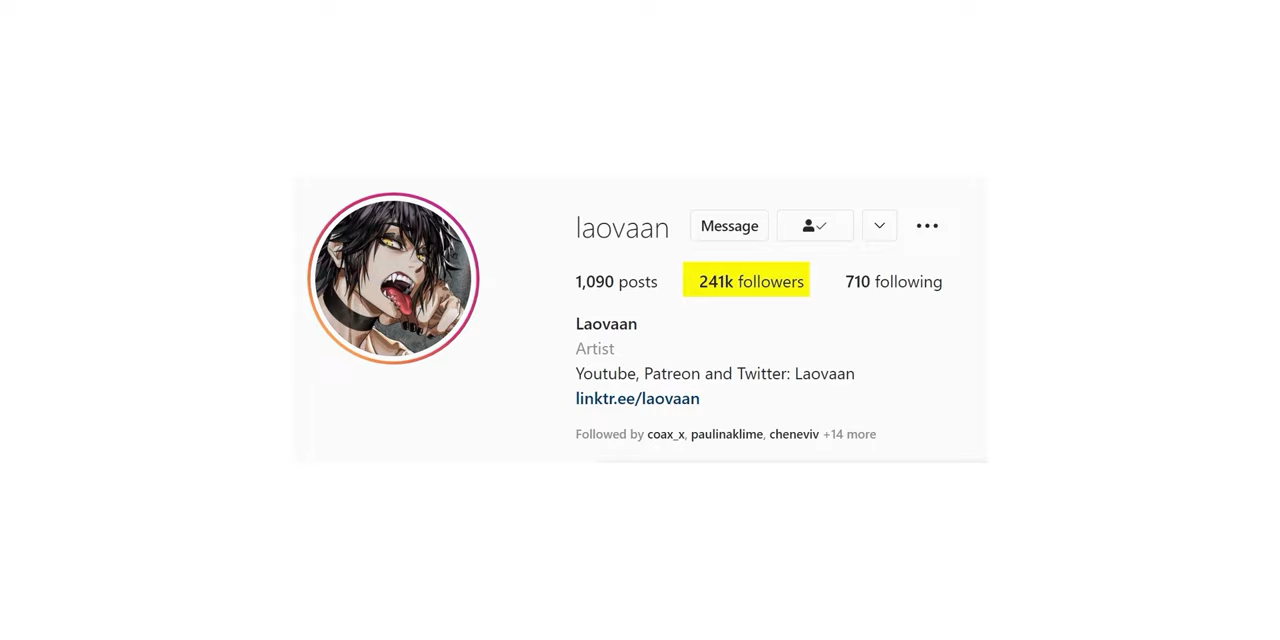 laovaan Message
1,090 posts 241k followers 710 following
Laovaan
Artist
Youtube, Patreon and Twitter: Laovaan
linktr.ee/laovaan
Followed by coax_x, paulinaklime, cheneviv +14 more